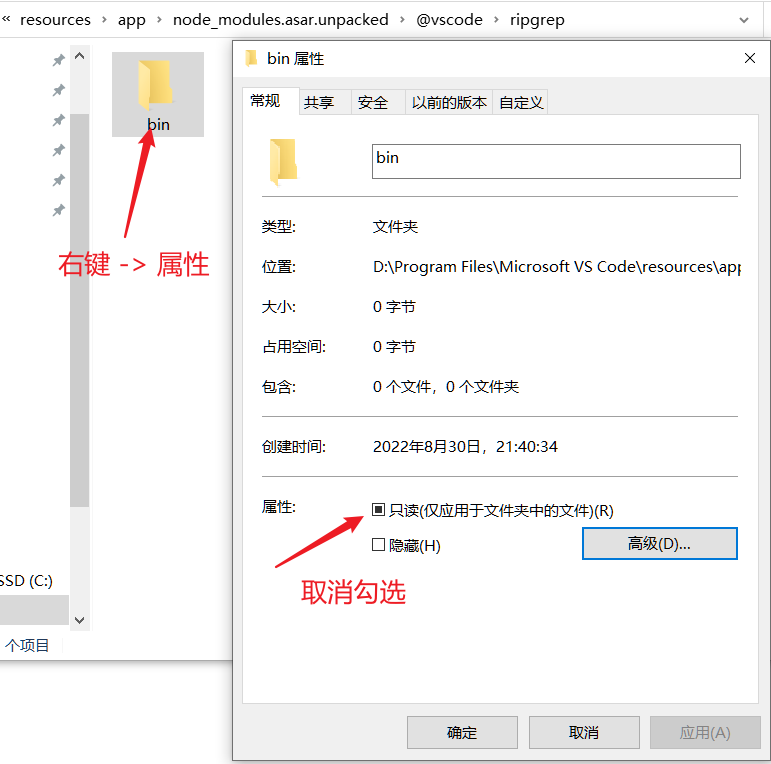 « resources › app › node_modules.asar.unpacked › @vscode › ripgrep
bin
右键 -> 属性
SSD (C:)
个项目
bin 属性
常规 共享 安全 以前的版本 自定义
bin
类型: 文件夹
位置: D:\Program Files\Microsoft VS Code\resources\app
大小: 0 字节
占用空间: 0 字节
包含: 0 个文件，0 个文件夹
创建时间: 2022年8月30日，21:40:34
属性: 只读(仅应用于文件夹中的文件)(R)
隐藏(H) 高级(D)...
取消勾选
确定 取消 应用(A)